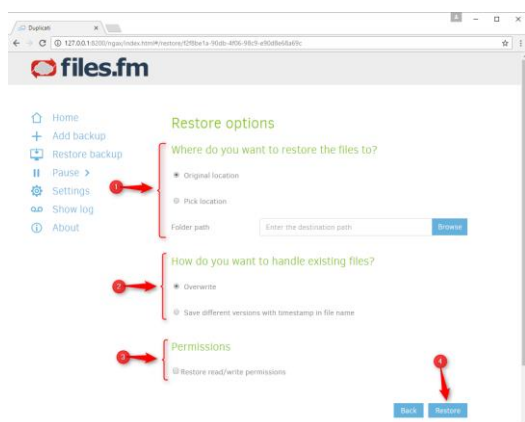 Duplicati
127.0.0.1:8200/ngax/index.html#/restore/f2f8be1a-90db-4f06-98c9-a90d8e68a69c
files.fm
Home
Add backup
Restore backup
Pause >
Settings
Show log
About
Restore options
Where do you want to restore the files to?
1
Original location
Pick location
Folder path
Enter the destination path
Browse
How do you want to handle existing files?
2
Overwrite
Save different versions with timestamp in file name
Permissions
3
Restore read/write permissions
4
Back
Restore